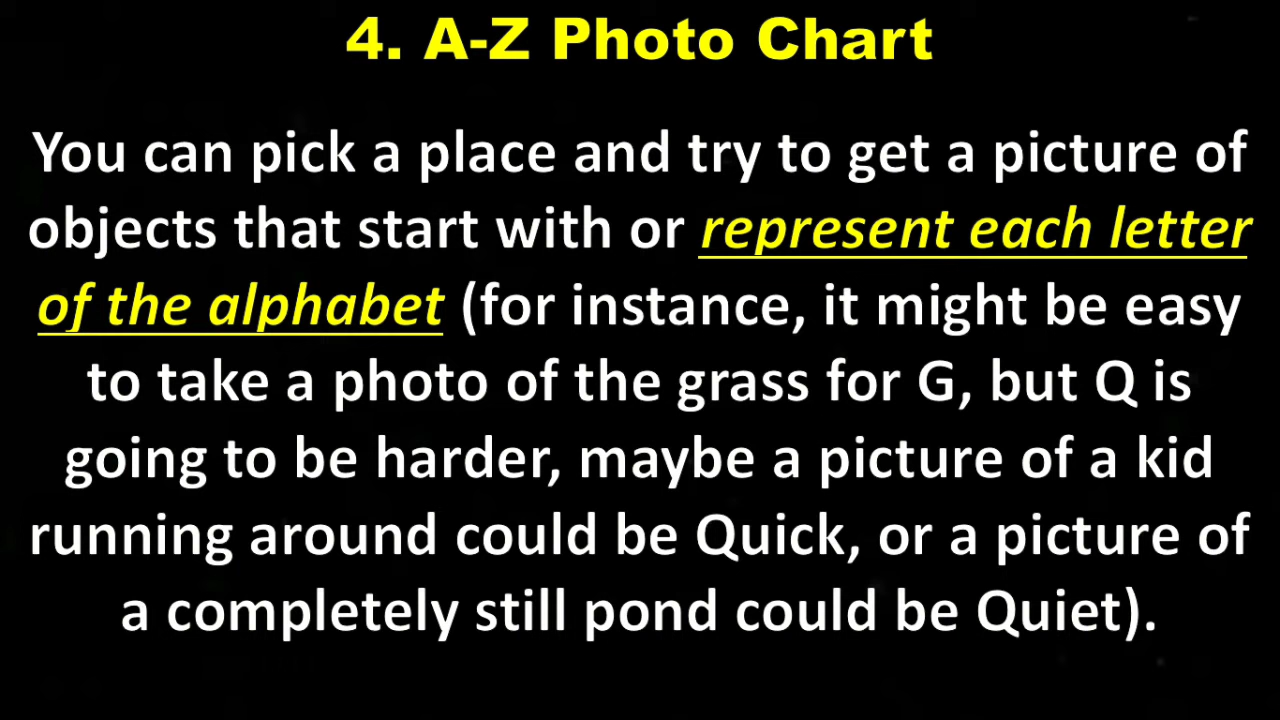 4. A-Z Photo Chart
You can pick a place and try to get a picture of
objects that start with or represent each letter
of the alphabet (for instance, it might be easy
to take a photo of the grass for G, but Q is
going to be harder, maybe a picture of a kid
running around could be Quick, or a picture of
a completely still pond could be Quiet).